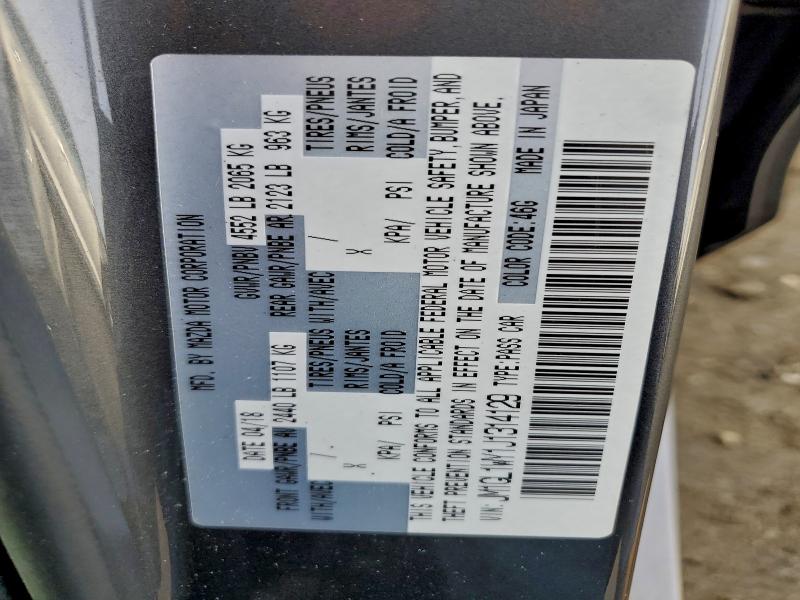 MFD. BY MAZDA MOTOR CORPORATION
DATE 04/18 GVWR/PNBV 4552 LB 2065 KG
FRONT GAWR/PNBE AV 2440 LB 1107 KG REAR GAWR/PNBE AR 2123 LB 963 KG
WITH/AVEC / TIRES/PNEUS WITH/AVEC / TIRES/PNEUS
X RIMS/JANTES X RIMS/JANTES
KPA/ PSI COLD/A FROID KPA/ PSI COLD/A FROID
THIS VEHICLE CONFORMS TO ALL APPLICABLE FEDERAL MOTOR VEHICLE SAFETY, BUMPER, AND
THEFT PREVENTION STANDARDS IN EFFECT ON THE DATE OF MANUFACTURE SHOWN ABOVE.
VIN: JM1GL1WY1J1314129 TYPE:PASS CAR COLOR CODE:46G MADE IN JAPAN